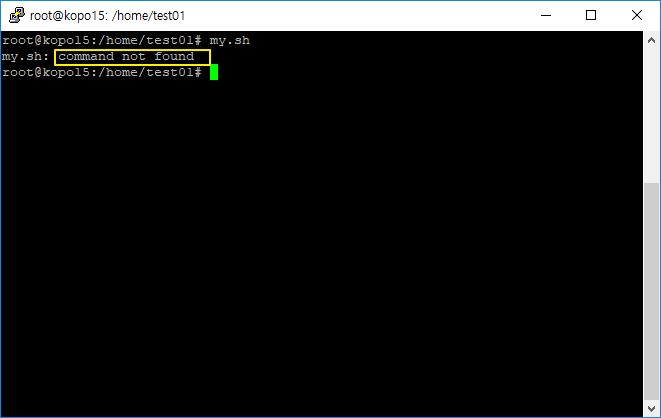 root@kopo15: /home/test01
root@kopo15:/home/test01# my.sh
my.sh: command not found
root@kopo15:/home/test01#